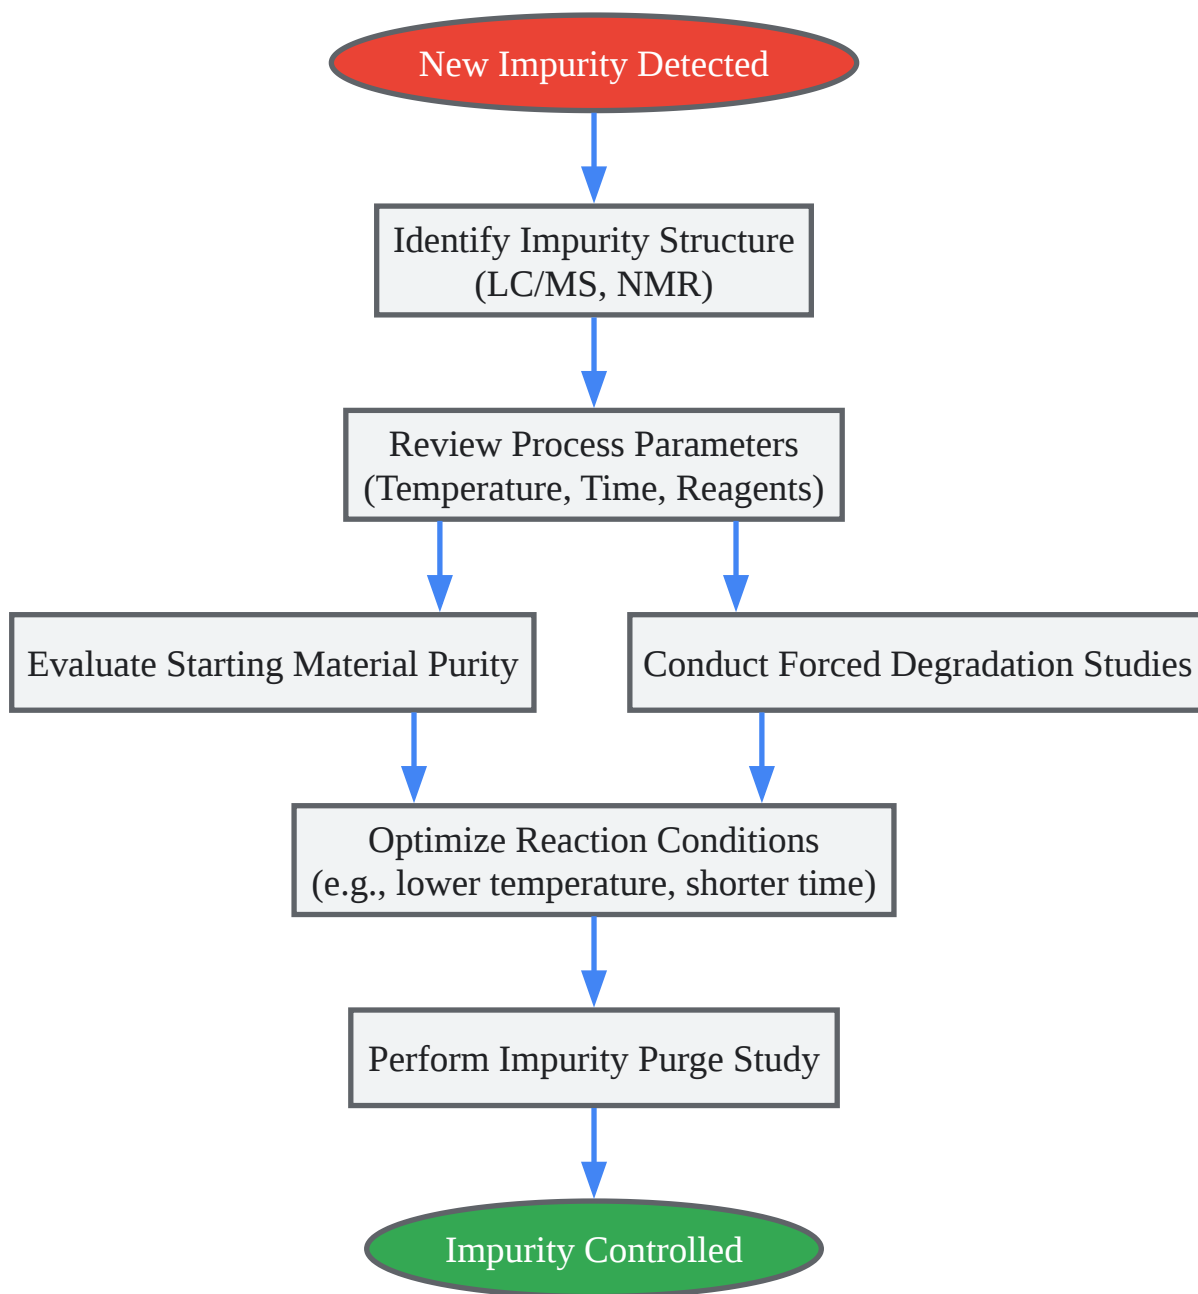 New Impurity Detected
Identify Impurity Structure
(LC/MS, NMR)
Review Process Parameters
(Temperature, Time, Reagents)
Evaluate Starting Material Purity
Conduct Forced Degradation Studies
Optimize Reaction Conditions
(e.g., lower temperature, shorter time)
Perform Impurity Purge Study
Impurity Controlled